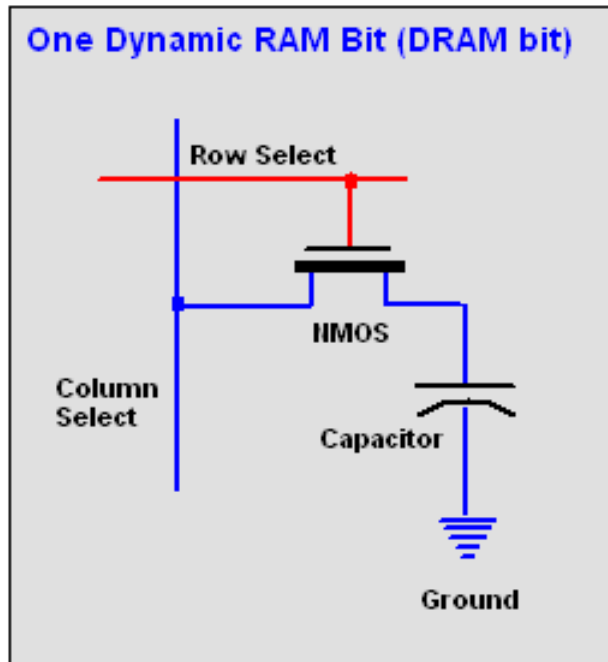 One Dynamic RAM Bit (DRAM bit)
Row Select
NMOS
Column
Select
Capacitor
Ground